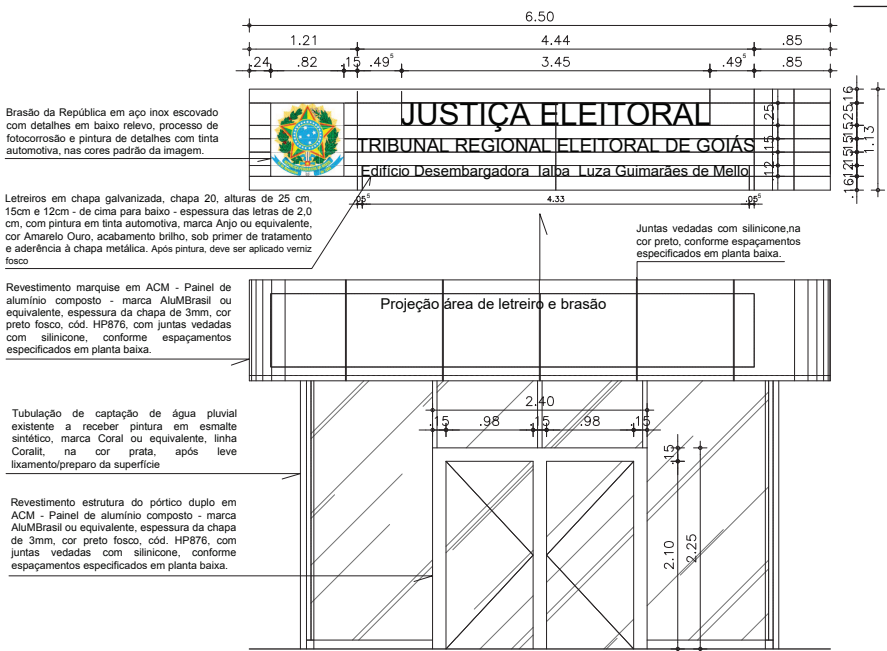 6.50
1.21 4.44 .85
.24 .82 .15 .49⁵ 3.45 .49⁵ .85
JUSTIÇA ELEITORAL
TRIBUNAL REGIONAL ELEITORAL DE GOIÁS
Edifício Desembargadora Ialba Luza Guimarães de Mello
.25
.15
.12
.16
.25
.15
.15
.15
.12
.16
1.13
.05⁵ 4.33 .05⁵
Brasão da República em aço inox escovado
com detalhes em baixo relevo, processo de
fotocorrosão e pintura de detalhes com tinta
automotiva, nas cores padrão da imagem.
Letreiros em chapa galvanizada, chapa 20, alturas de 25 cm,
15cm e 12cm - de cima para baixo - espessura das letras de 2,0
cm, com pintura em tinta automotiva, marca Anjo ou equivalente,
cor Amarelo Ouro, acabamento brilho, sob primer de tratamento
e aderência à chapa metálica. Após pintura, deve ser aplicado verniz
fosco
Juntas vedadas com silinicone,na
cor preto, conforme espaçamentos
especificados em planta baixa.
Revestimento marquise em ACM - Painel de
alumínio composto - marca AluMBrasil ou
equivalente, espessura da chapa de 3mm, cor
preto fosco, cód. HP876, com juntas vedadas
com silinicone, conforme espaçamentos
especificados em planta baixa.
Projeção área de letreiro e brasão
Tubulação de captação de água pluvial
existente a receber pintura em esmalte
sintético, marca Coral ou equivalente, linha
Coralit, na cor prata, após leve
lixamento/preparo da superfície
2.40
.15 .98 .15 .98 .15
.15
2.10
2.25
Revestimento estrutura do pórtico duplo em
ACM - Painel de alumínio composto - marca
AluMBrasil ou equivalente, espessura da chapa
de 3mm, cor preto fosco, cód. HP876, com
juntas vedadas com silinicone, conforme
espaçamentos especificados em planta baixa.